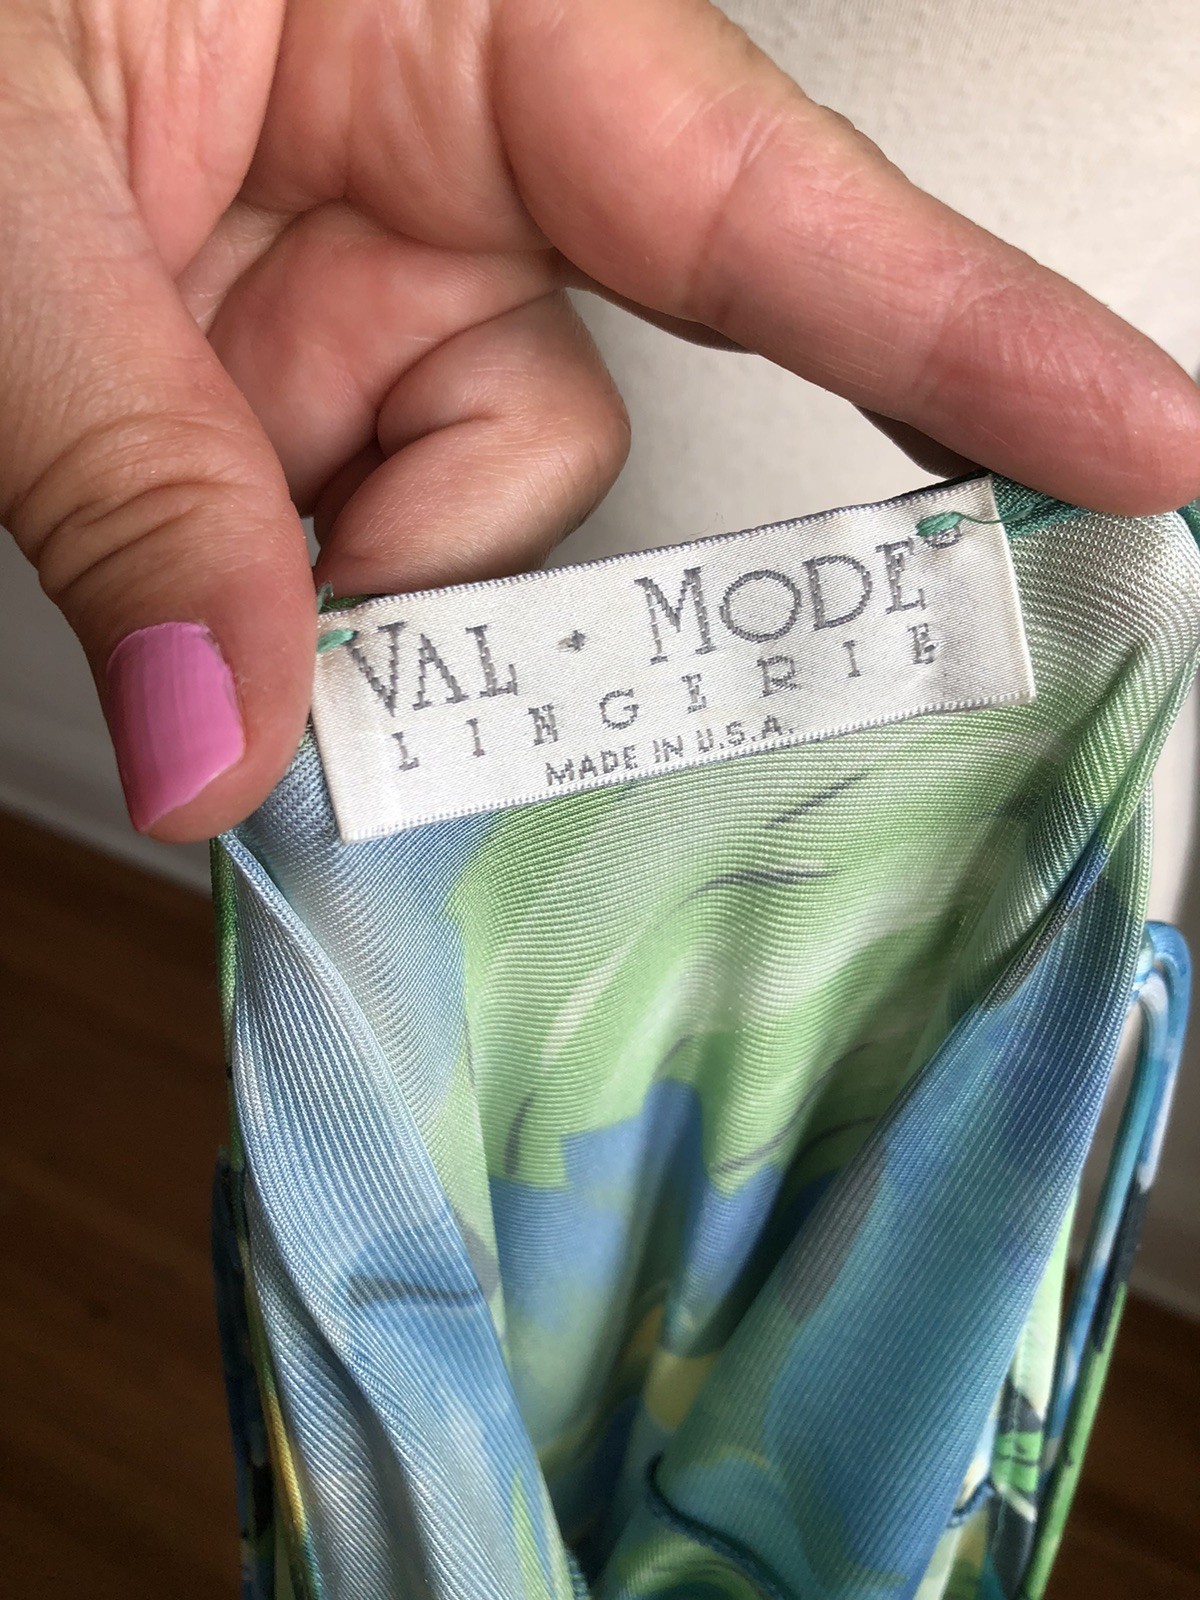 VAL · MODE®
LINGERIE
MADE IN U.S.A.